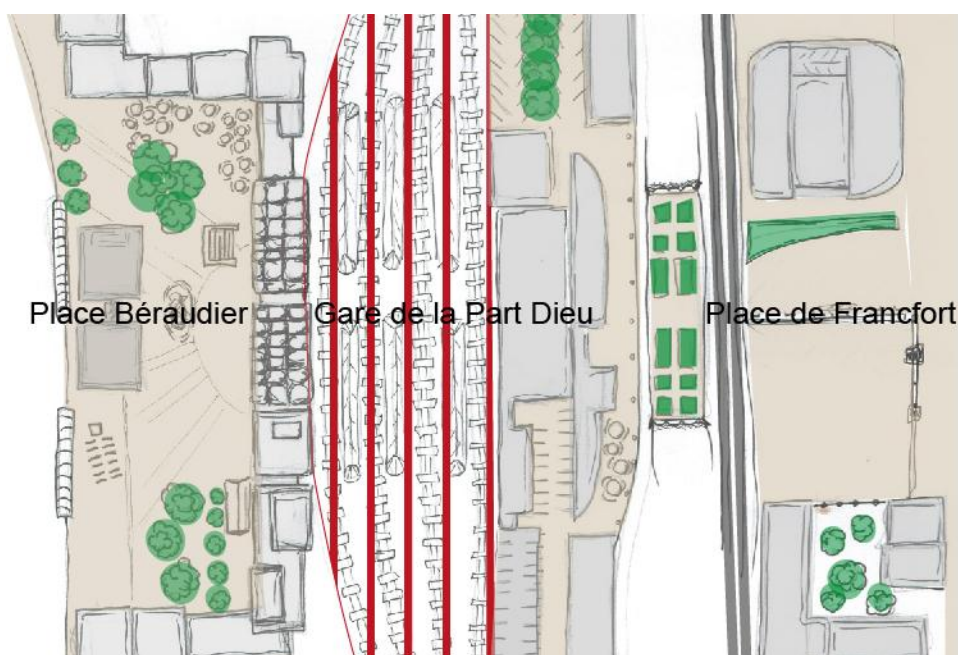 Place Béraudier
Gare de la Part Dieu
Place de Francfort